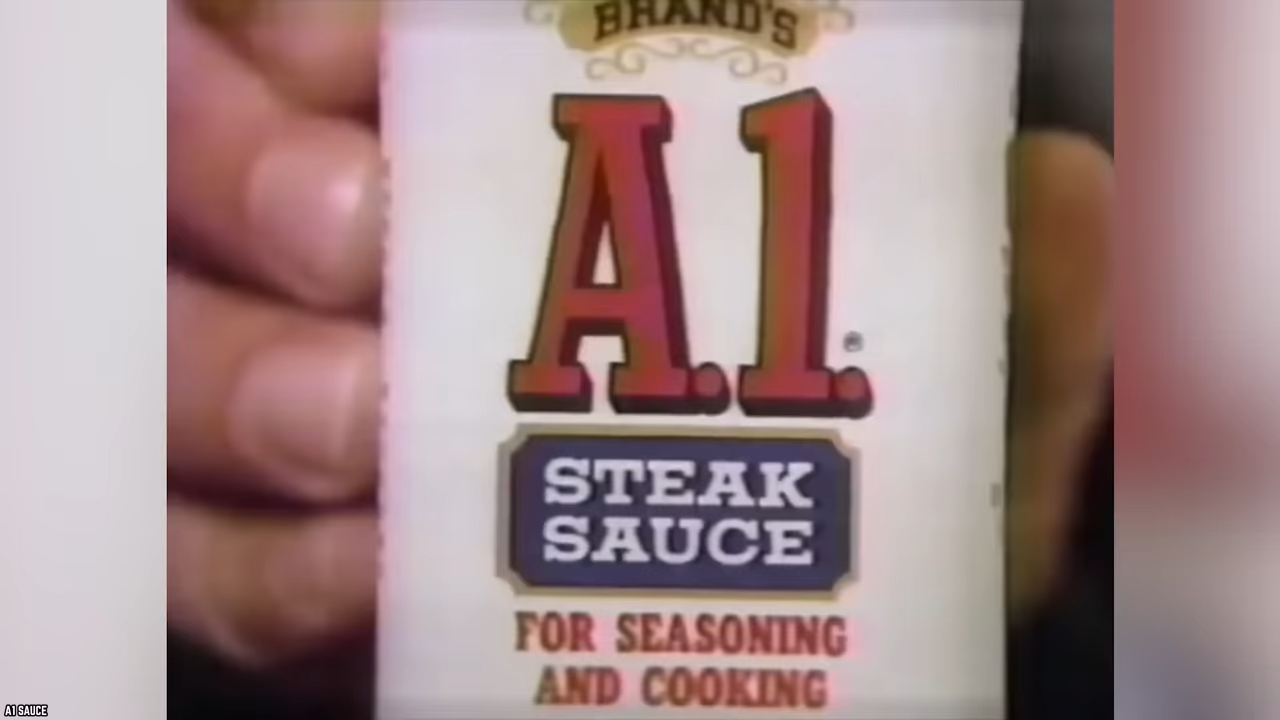 BRAND'S
A.1.®
STEAK
SAUCE
FOR SEASONING
AND COOKING
A1 SAUCE